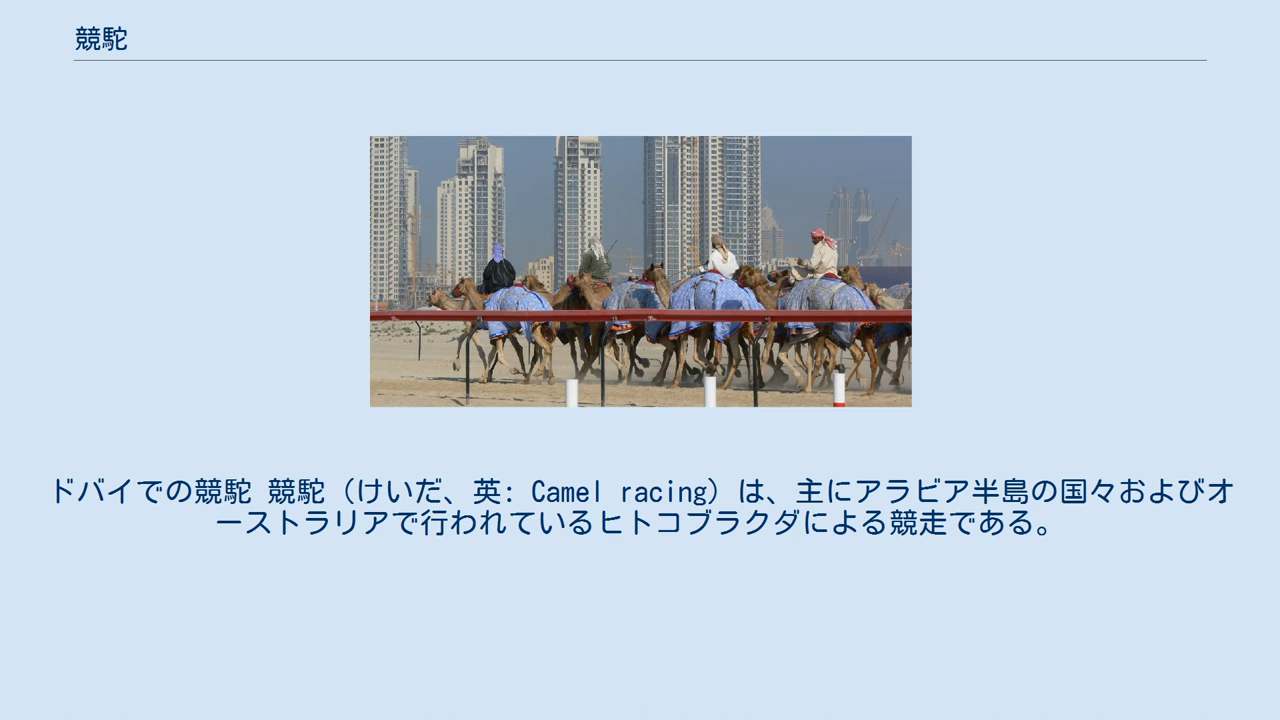 競駝
ドバイでの競駝 競駝（けいだ、英: Camel racing）は、主にアラビア半島の国々およびオ
ーストラリアで行われているヒトコブラクダによる競走である。